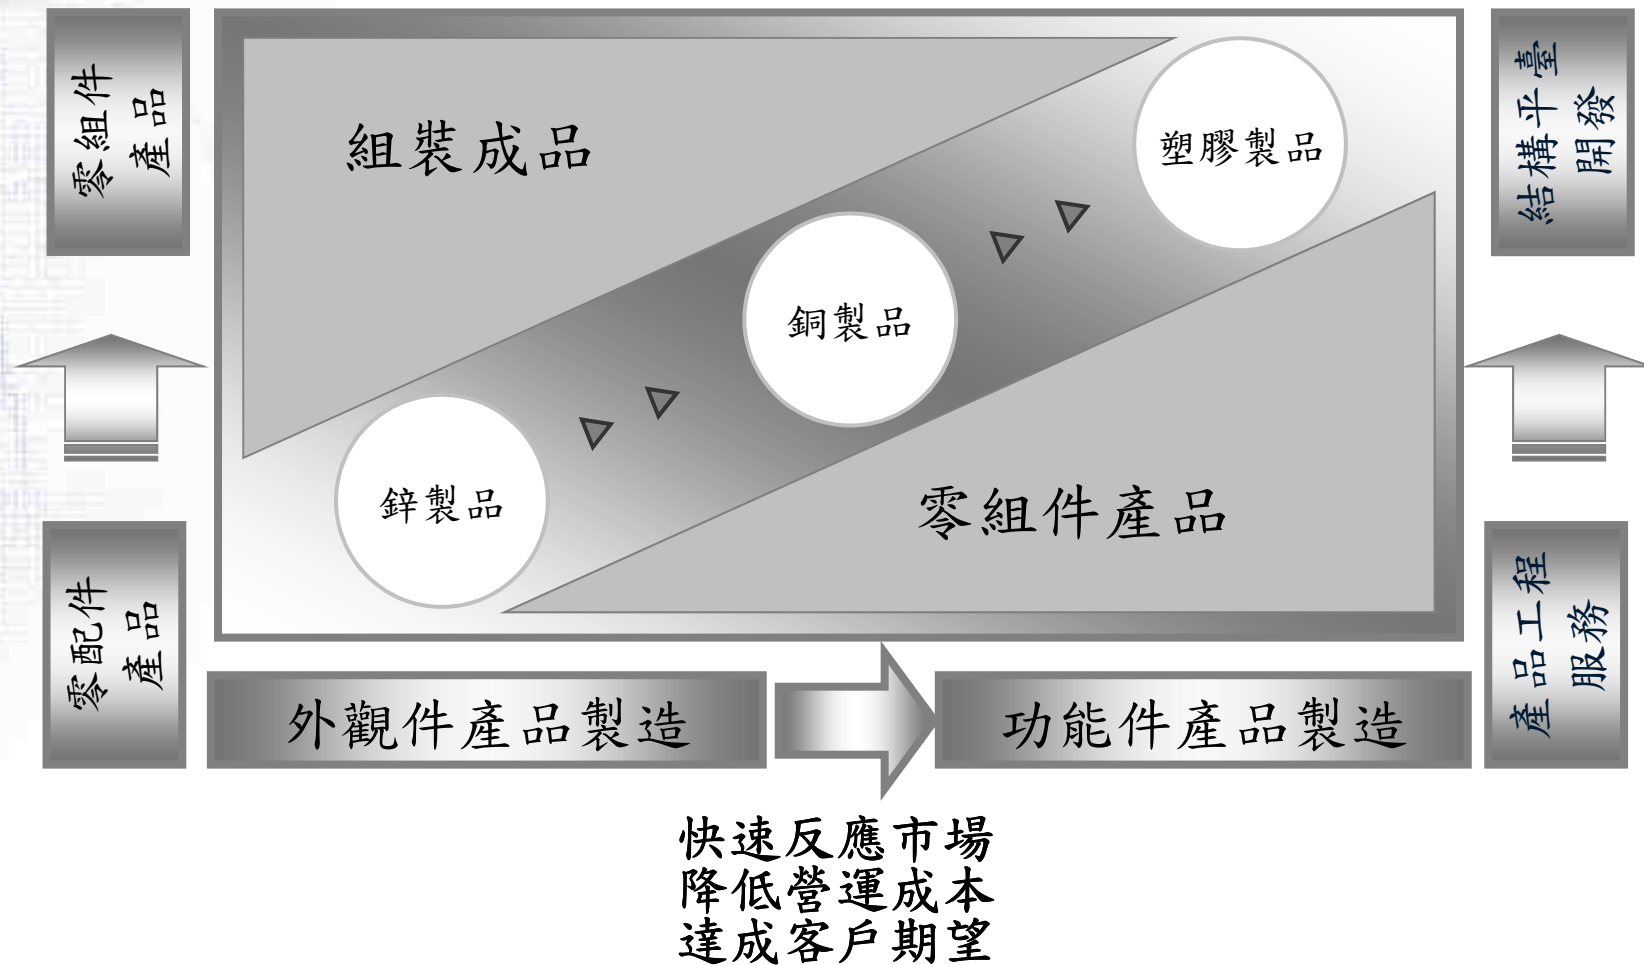 零組件
產品
組裝成品
塑膠製品
結構平臺
開發
銅製品
鋅製品
零組件產品
零配件
產品
產品工程
服務
外觀件產品製造
功能件產品製造
快速反應市場
降低營運成本
達成客戶期望